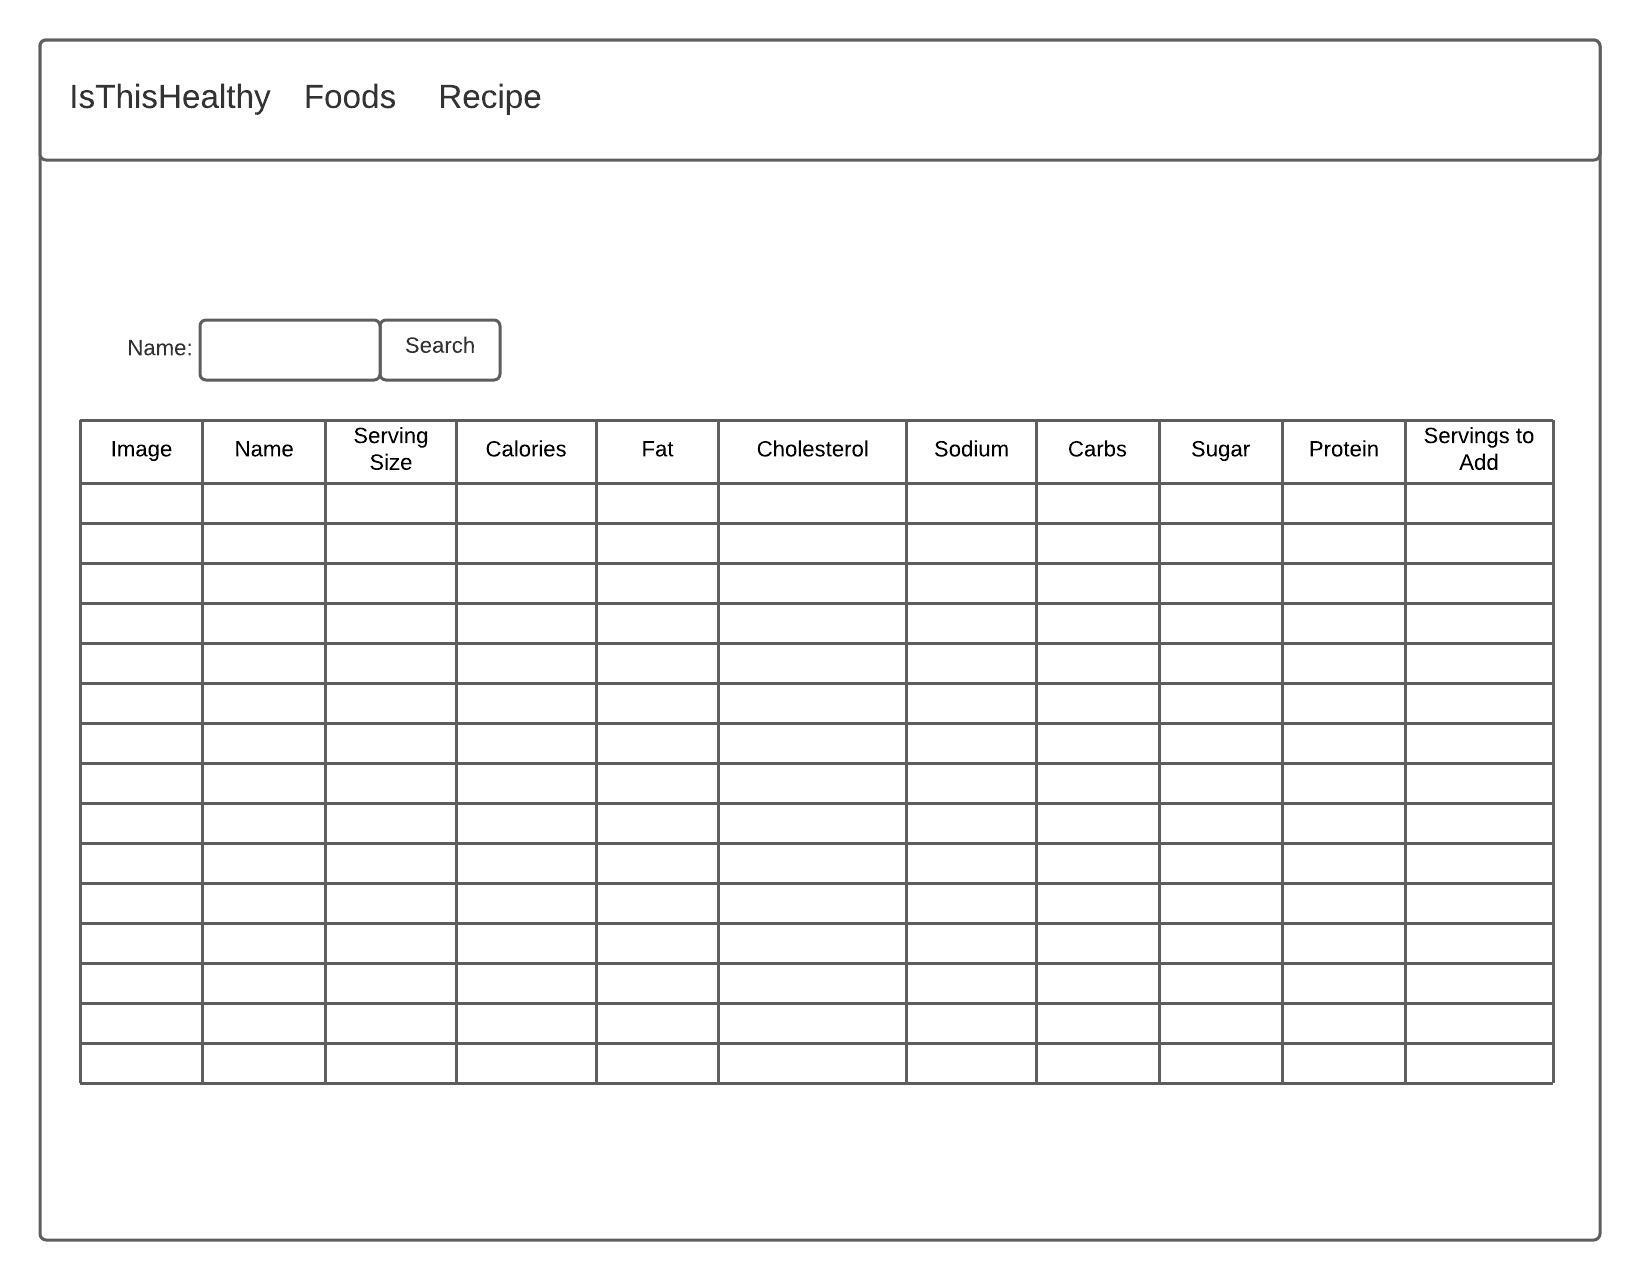 IsThisHealthy Foods Recipe
Name: Search
Image Name Serving Size Calories Fat Cholesterol Sodium Carbs Sugar Protein Servings to Add